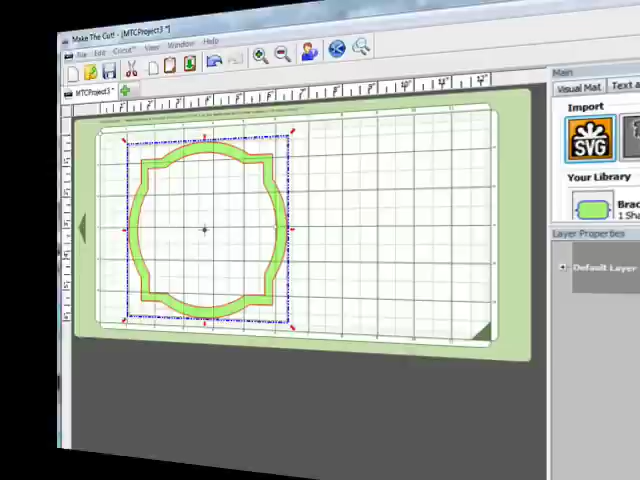 Make The Cut! - [MTCProject3 *]
File Edit Cricut View Window Help
MTCProject3 *
Main
Visual Mat Text a
Import
SVG
Your Library
Brac
1 Sha
Layer Properties
Default Layer